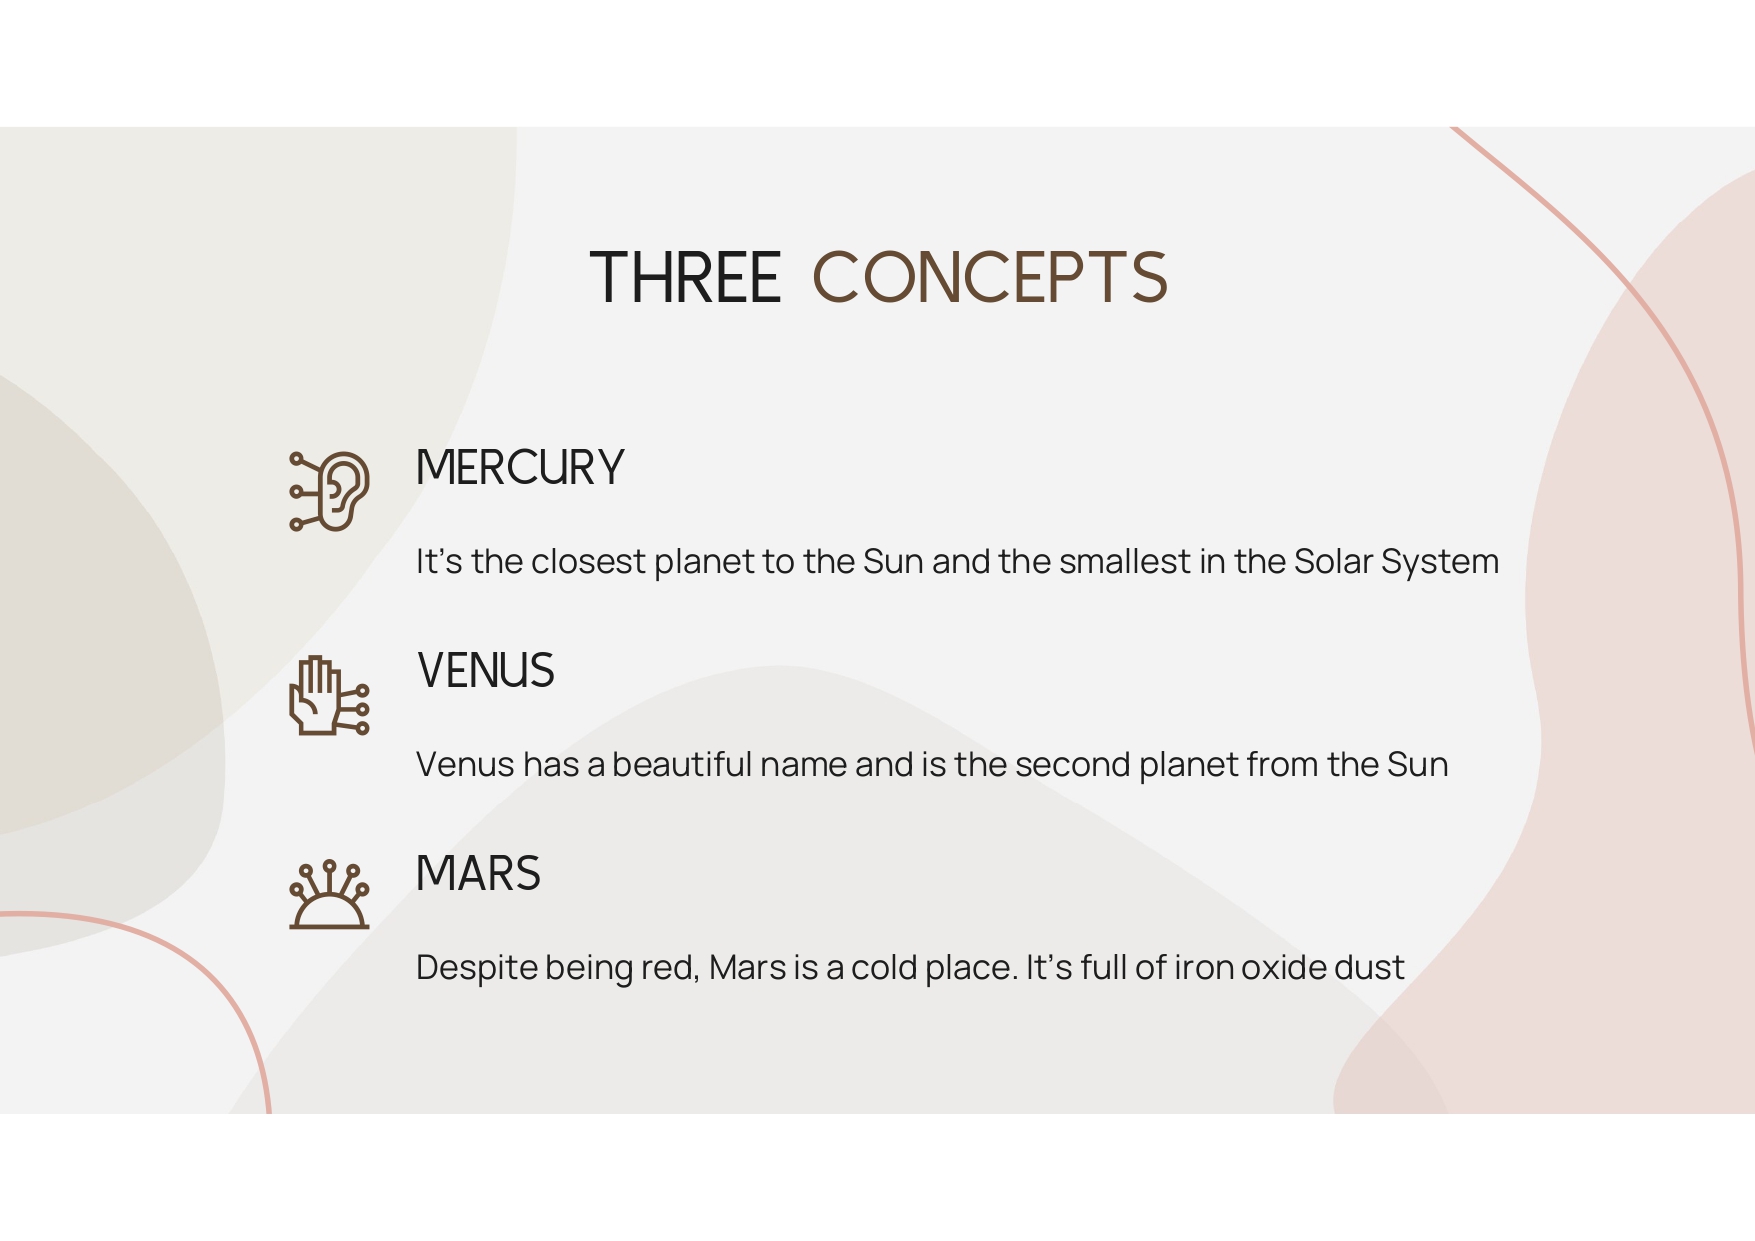 THREE CONCEPTS
MERCURY
It’s the closest planet to the Sun and the smallest in the Solar System
VENUS
Venus has a beautiful name and is the second planet from the Sun
MARS
Despite being red, Mars is a cold place. It’s full of iron oxide dust